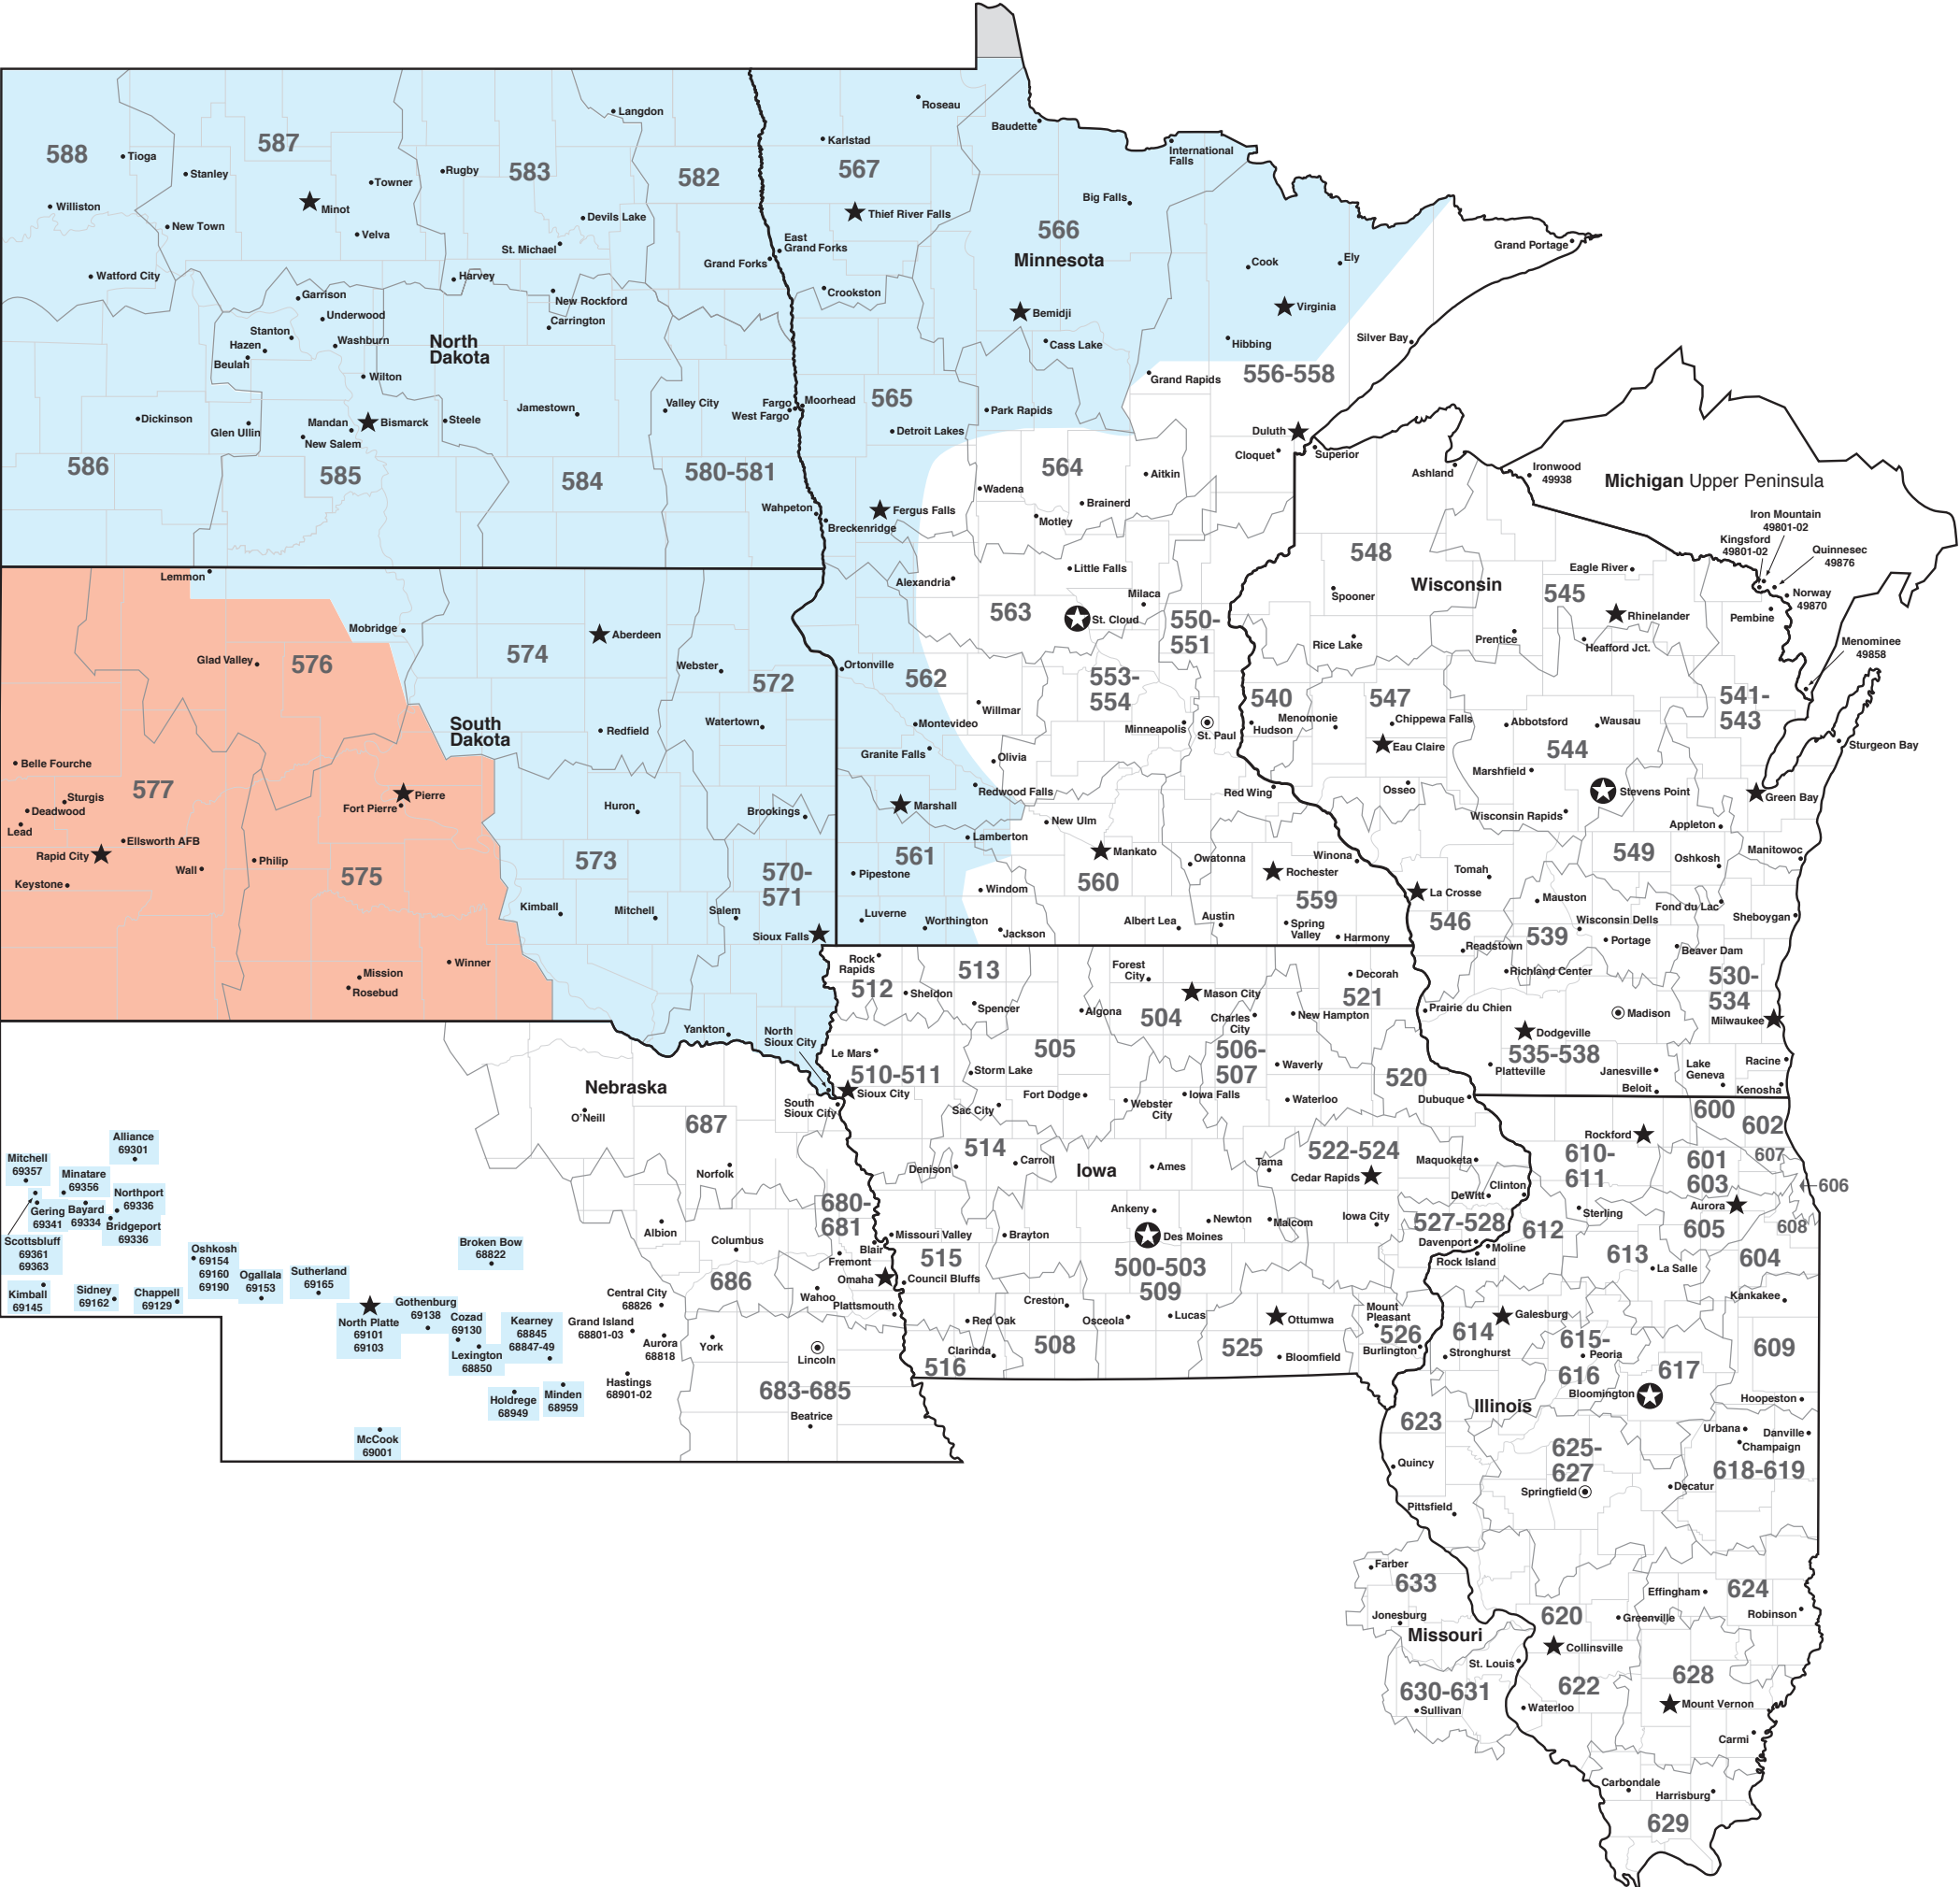 Langdon
Roseau
Baudette
Karlstad
International
Falls
588
587
Tioga
Stanley
Towner
Rugby
583
582
567
Williston
Minot
New Town
Velva
Devils Lake
St. Michael
Thief River Falls
Big Falls
566
Minnesota
East
Grand Forks
Grand Forks
Grand Portage
Cook
Ely
Watford City
Harvey
Garrison
New Rockford
Crookston
Virginia
Underwood
Carrington
Bemidji
Stanton
Hazen
Washburn
Beulah
North
Dakota
Cass Lake
Hibbing
Silver Bay
Wilton
Grand Rapids
556-558
Dickinson
Glen Ullin
Mandan
Bismarck
New Salem
Steele
Jamestown
Valley City
Fargo
West Fargo
Moorhead
565
Park Rapids
Detroit Lakes
Duluth
Cloquet
Superior
Ashland
Ironwood
49938
Michigan Upper Peninsula
586
585
584
580-581
564
Aitkin
Wadena
Brainerd
Motley
Wahpeton
Breckenridge
Fergus Falls
Iron Mountain
49801-02
Kingsford
49801-02
Quinnesec
49876
548
Wisconsin
Eagle River
545
Spooner
Rhinelander
Norway
49870
Pembine
Lemmon
Alexandria
Little Falls
Milaca
563
St. Cloud
550-
551
Mobridge
Aberdeen
574
Glad Valley
576
Webster
572
Ortonville
562
553-
554
Rice Lake
Prentice
Heafford Jct.
Menominee
49858
540
547
541-
543
South
Dakota
Redfield
Watertown
Willmar
Montevideo
Minneapolis
St. Paul
Hudson
Menomonie
Chippewa Falls
Eau Claire
Abbotsford
Wausau
544
Sturgeon Bay
Granite Falls
Olivia
Belle Fourche
577
Sturgis
Deadwood
Lead
Pierre
Fort Pierre
Huron
Brookings
Marshall
Redwood Falls
Red Wing
Osseo
Marshfield
Stevens Point
Green Bay
Wisconsin Rapids
Appleton
Ellsworth AFB
Rapid City
Wall
Keystone
Philip
575
573
570-
571
561
Lamberton
New Ulm
Mankato
560
Owatonna
Rochester
Winona
559
Tomah
La Crosse
549
Oshkosh
Manitowoc
Pipestone
Windom
Kimball
Mitchell
Salem
Sioux Falls
Luverne
Worthington
Jackson
Albert Lea
Austin
Spring
Valley
Harmony
546
Mauston
Fond du Lac
Sheboygan
Wisconsin Dells
539
Portage
Readstown
Beaver Dam
Winner
Mission
Rosebud
Rock
Rapids
512
513
Sheldon
Spencer
Forest
City
Algona
Mason City
504
Charles
City
Decorah
521
New Hampton
Richland Center
Prairie du Chien
530-
534
Madison
Milwaukee
Dodgeville
535-538
Yankton
North
Sioux City
Le Mars
510-511
Sioux City
505
Storm Lake
506-
507
Waverly
520
Platteville
Janesville
Beloit
Lake
Geneva
Racine
Kenosha
Nebraska
O'Neill
687
South
Sioux City
Sac City
Fort Dodge
Webster
City
Iowa Falls
Waterloo
Dubuque
600
602
Rockford
610-
611
601
603
607
606
Alliance
69301
Mitchell
69357
Minatare
69356
Northport
69336
Gering
69341
Bayard
69334
Bridgeport
69336
Scottsbluff
69361
69363
Norfolk
514
Denison
Carroll
Iowa
Ames
Tama
522-524
Cedar Rapids
Maquoketa
DeWitt
Clinton
Sterling
Aurora
605
608
680-
681
Albion
Columbus
Blair
Fremont
Missouri Valley
515
Brayton
Ankeny
Des Moines
Newton
Malcom
Iowa City
527-528
Davenport
Moline
Rock Island
612
613
La Salle
604
Kankakee
500-503
509
Oshkosh
69154
69160
69190
Broken Bow
68822
Kimball
69145
Sidney
69162
Chappell
69129
Ogallala
69153
Sutherland
69165
North Platte
69101
69103
Gothenburg
69138
Cozad
69130
Lexington
68850
Kearney
68845
68847-49
Central City
68826
Grand Island
68801-03
Aurora
68818
Hastings
68901-02
686
Wahoo
Omaha
Council Bluffs
Plattsmouth
York
Lincoln
Red Oak
Clarinda
516
Creston
508
Osceola
Lucas
Ottumwa
525
Bloomfield
Mount
Pleasant
526
Burlington
614
Galesburg
Stronghurst
615-
Peoria
616
Bloomington
617
609
Hoopeston
Holdrege
68949
Minden
68959
McCook
69001
683-685
Beatrice
Illinois
623
Quincy
625-
627
Springfield
Urbana
Danville
Champaign
618-619
Decatur
Pittsfield
Farber
633
Jonesburg
Missouri
St. Louis
630-631
Sullivan
Effingham
624
Robinson
620
Greenville
Collinsville
628
622
Waterloo
Mount Vernon
Carmi
Carbondale
Harrisburg
629